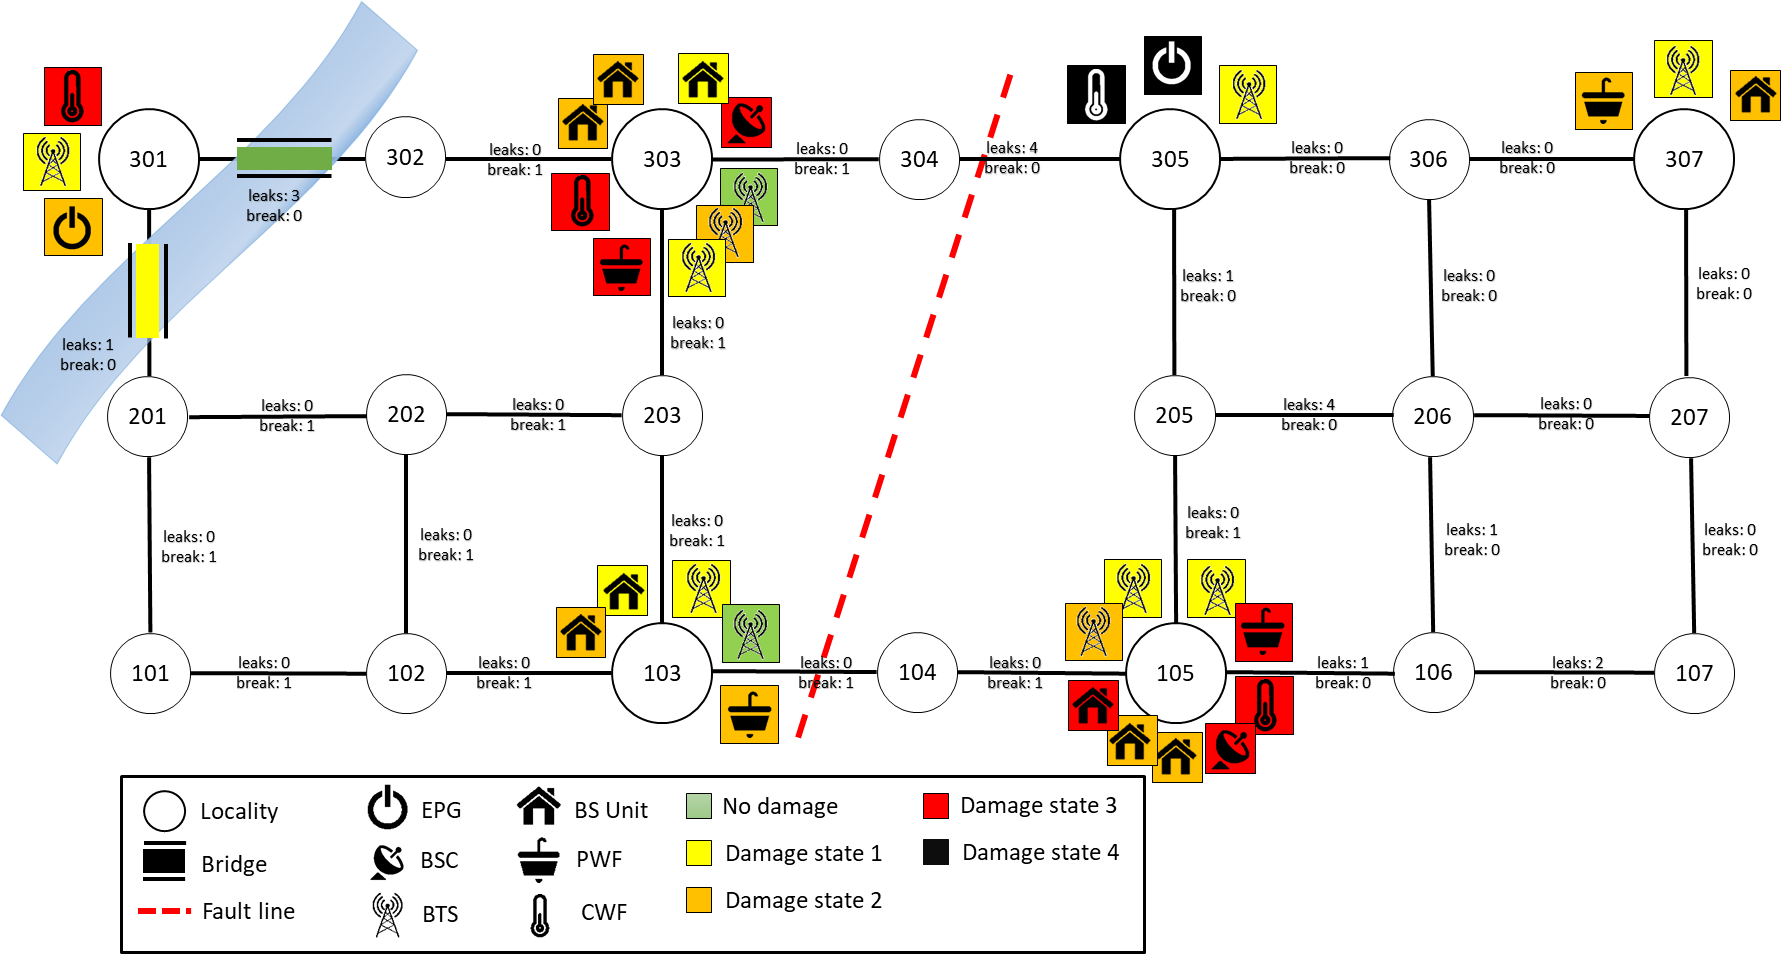 301
302
303
304
305
306
307
leaks: 3
break: 0
leaks: 0
break: 1
leaks: 0
break: 1
leaks: 4
break: 0
leaks: 0
break: 0
leaks: 0
break: 0
leaks: 1
break: 0
leaks: 0
break: 1
leaks: 1
break: 0
leaks: 0
break: 0
leaks: 0
break: 0
201
202
203
205
206
207
leaks: 0
break: 1
leaks: 0
break: 1
leaks: 4
break: 0
leaks: 0
break: 0
leaks: 0
break: 1
leaks: 0
break: 1
leaks: 0
break: 1
leaks: 0
break: 1
leaks: 1
break: 0
leaks: 0
break: 0
101
102
103
104
105
106
107
leaks: 0
break: 1
leaks: 0
break: 1
leaks: 0
break: 1
leaks: 0
break: 1
leaks: 1
break: 0
leaks: 2
break: 0
Locality
Bridge
Fault line
EPG
BSC
BTS
BS Unit
PWF
CWF
No damage
Damage state 1
Damage state 2
Damage state 3
Damage state 4